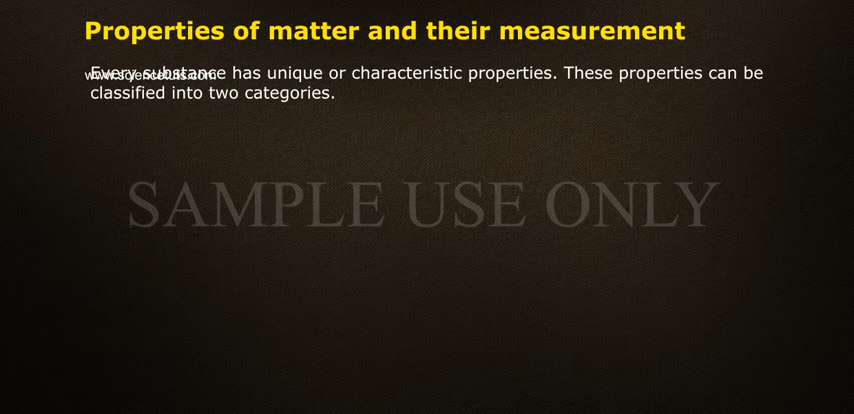 Properties of matter and their measurement
Every substance has unique or characteristic properties. These properties can be
classified into two categories.
SAMPLE USE ONLY